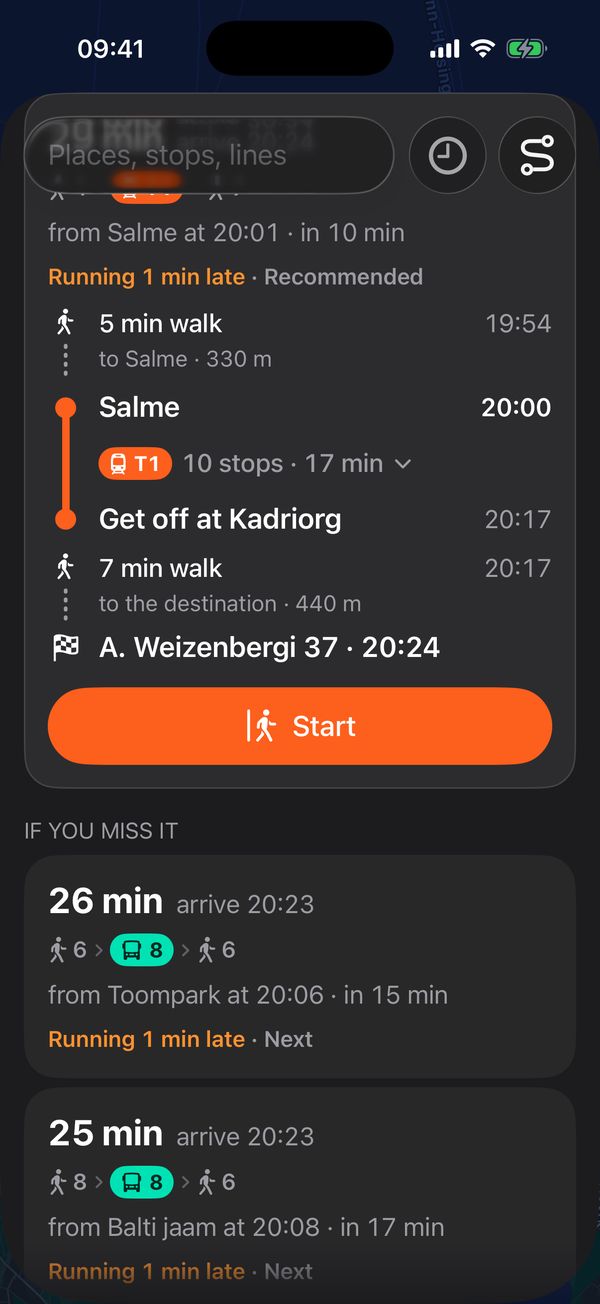 09:41
Places, stops, lines
from Salme at 20:01 · in 10 min
Running 1 min late · Recommended
5 min walk 19:54
to Salme · 330 m
Salme 20:00
T1 10 stops · 17 min
Get off at Kadriorg 20:17
7 min walk 20:17
to the destination · 440 m
A. Weizenbergi 37 · 20:24
Start
IF YOU MISS IT
26 min arrive 20:23
6 > 8 > 6
from Toompark at 20:06 · in 15 min
Running 1 min late · Next
25 min arrive 20:23
8 > 8 > 6
from Balti jaam at 20:08 · in 17 min
Running 1 min late · Next